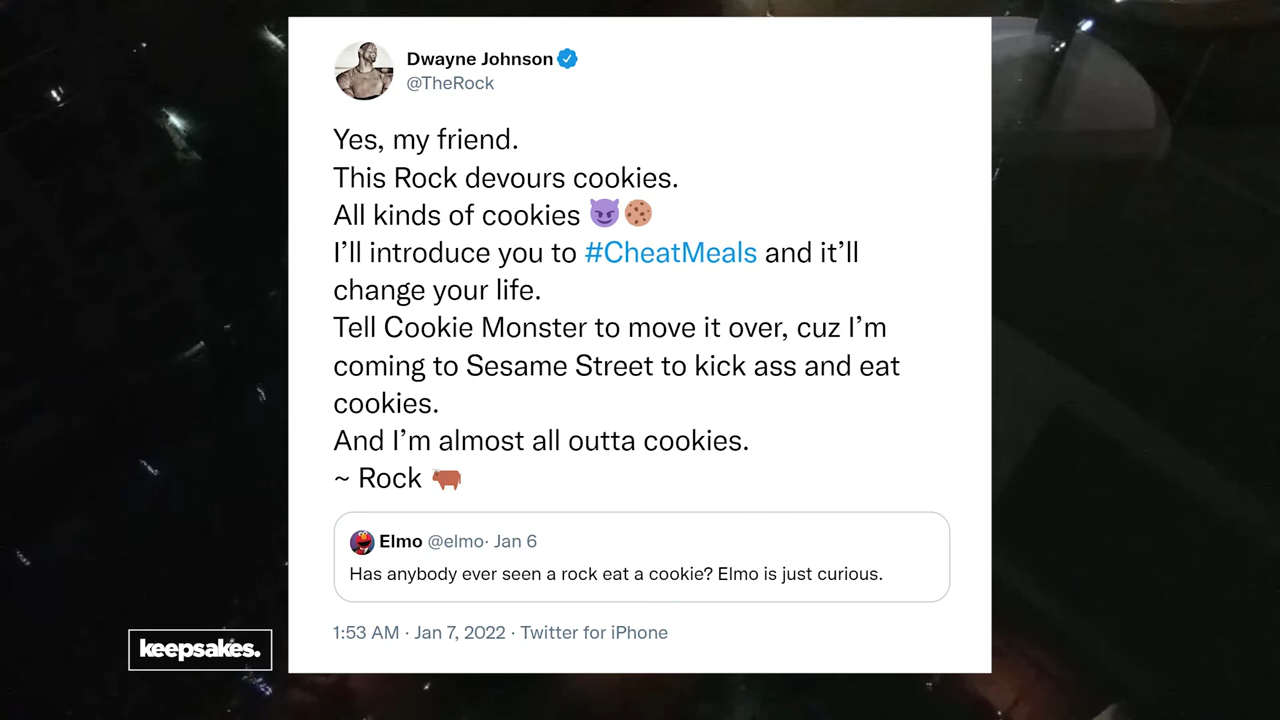 Dwayne Johnson
@TheRock
Yes, my friend.
This Rock devours cookies.
All kinds of cookies 😈🍪
I’ll introduce you to #CheatMeals and it’ll
change your life.
Tell Cookie Monster to move it over, cuz I’m
coming to Sesame Street to kick ass and eat
cookies.
And I’m almost all outta cookies.
~ Rock 🐂
Elmo @elmo· Jan 6
Has anybody ever seen a rock eat a cookie? Elmo is just curious.
1:53 AM · Jan 7, 2022 · Twitter for iPhone
keepsakes.